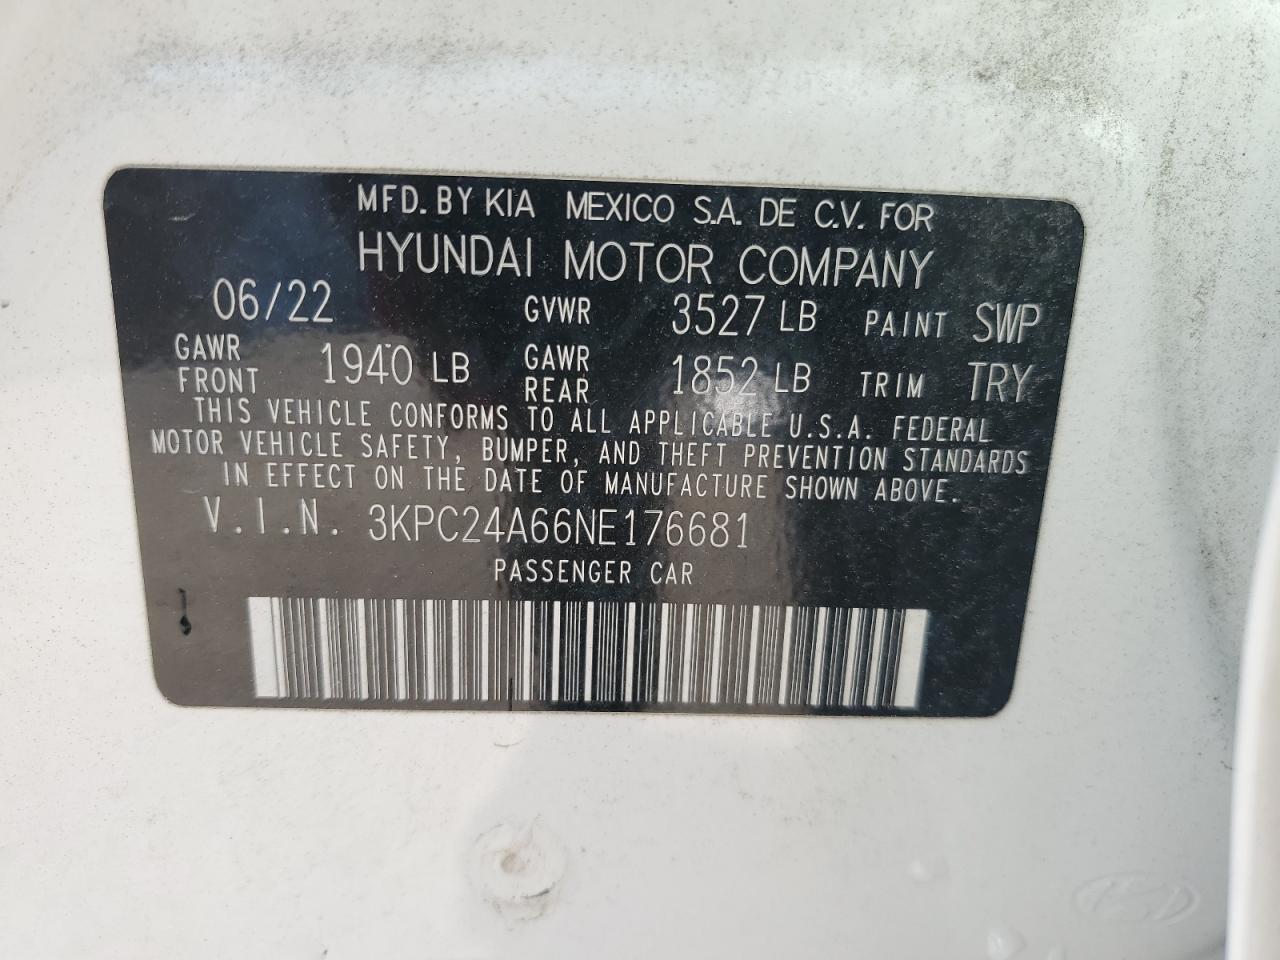 MFD. BY KIA MEXICO S.A. DE C.V. FOR
HYUNDAI MOTOR COMPANY
06/22 GVWR 3527 LB PAINT SWP
GAWR FRONT 1940 LB GAWR REAR 1852 LB TRIM TRY
THIS VEHICLE CONFORMS TO ALL APPLICABLE U.S.A. FEDERAL
MOTOR VEHICLE SAFETY, BUMPER, AND THEFT PREVENTION STANDARDS
IN EFFECT ON THE DATE OF MANUFACTURE SHOWN ABOVE.
V.I.N. 3KPC24A66NE176681
PASSENGER CAR